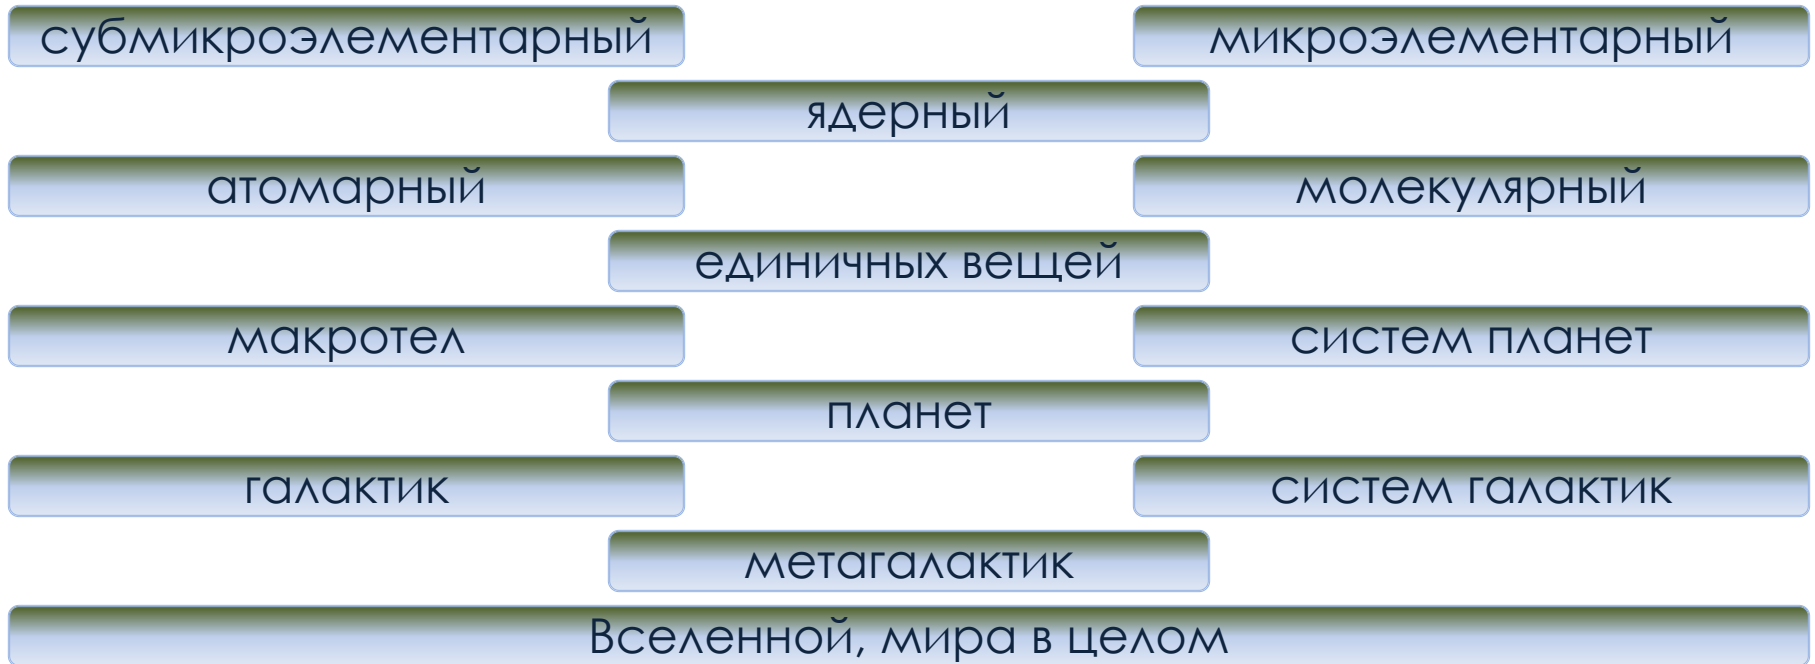 субмикроэлементарный
микроэлементарный
ядерный
атомарный
молекулярный
единичных вещей
макротел
систем планет
планет
галактик
систем галактик
метагалактик
Вселенной, мира в целом